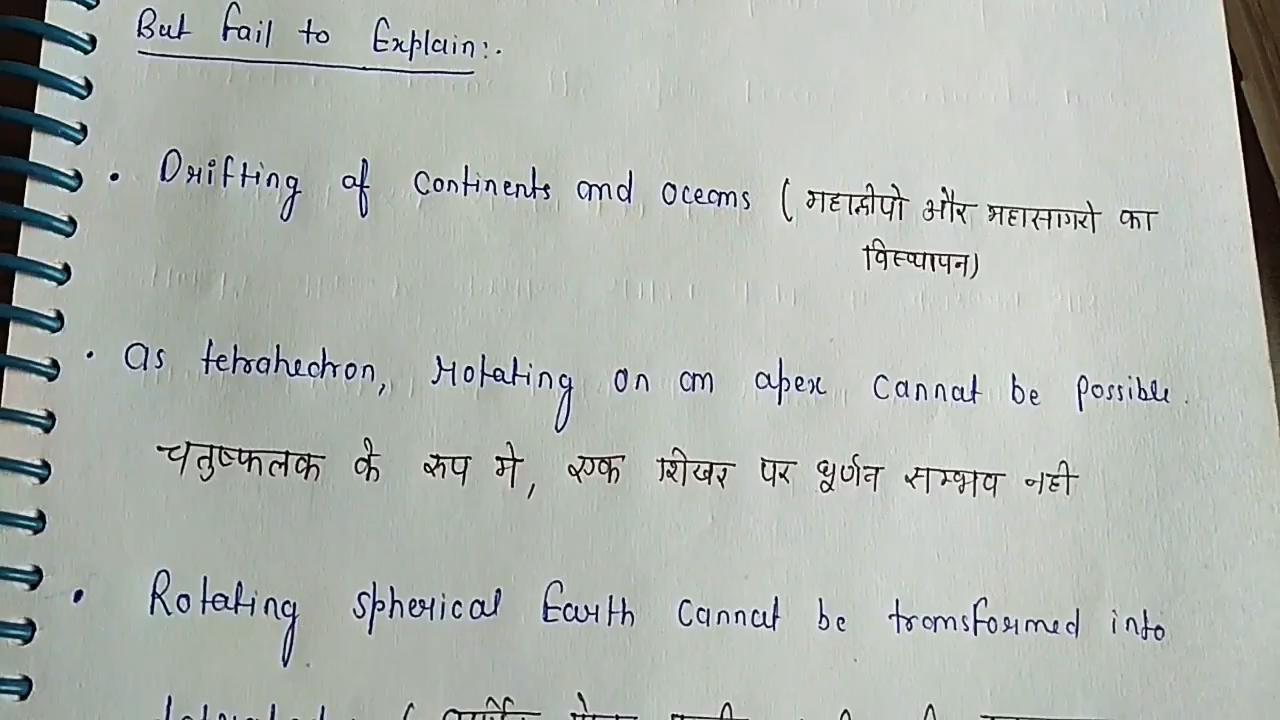 But Fail to Explain:.
• Drifting of continents and oceans (महाद्वीपो और महासागरो का
विस्थापन)
• as tetrahedron, rotating on an apex cannot be possible.
चतुष्फलक के रूप मे, एक शिखर पर घूर्णन सम्भव नही
• Rotating spherical Earth cannot be transformed into